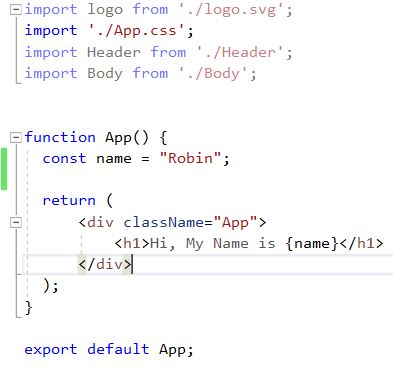 import logo from './logo.svg';
import './App.css';
import Header from './Header';
import Body from './Body';
function App() {
const name = "Robin";
return (
<div className="App">
<h1>Hi, My Name is {name}</h1>
</div>
);
}
export default App;